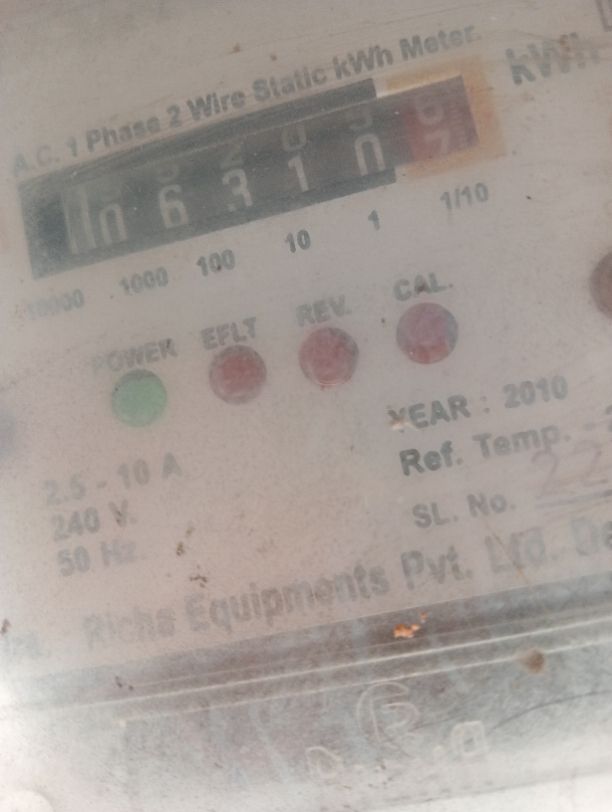 A.C. 1 Phase 2 Wire Static kWh Meter.
kWh
0 6 3 1 0 7
10000 1000 100 10 1 1/10
POWER EFLT REV. CAL.
YEAR : 2010
2.5 - 10 A
Ref. Temp.
240 V.
SL. No. 22
50 Hz.
Equipments Pvt. Ltd.